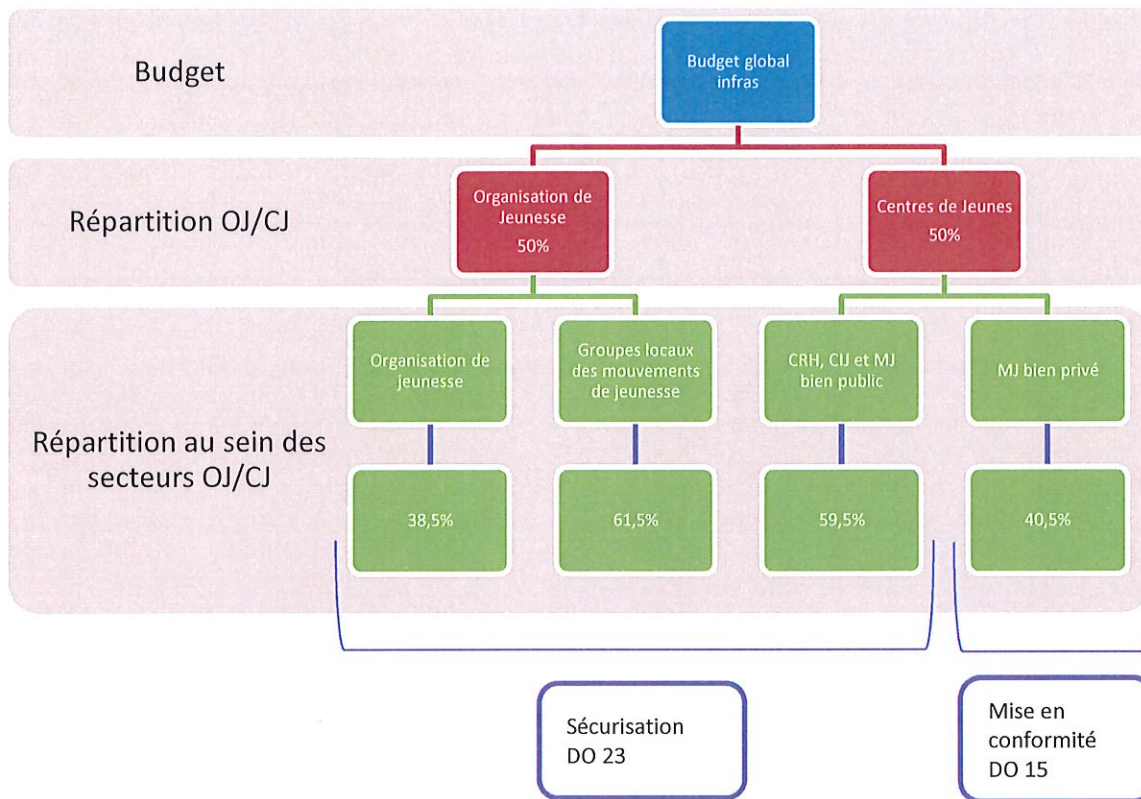 Budget
Budget global
infras
Répartition OJ/CJ
Organisation de
Jeunesse
50%
Centres de Jeunes
50%
Répartition au sein des
secteurs OJ/CJ
Organisation de
jeunesse
Groupes locaux
des mouvements
de jeunesse
CRH, CIJ et MJ
bien public
MJ bien privé
38,5%
61,5%
59,5%
40,5%
Sécurisation
DO 23
Mise en
conformité
DO 15